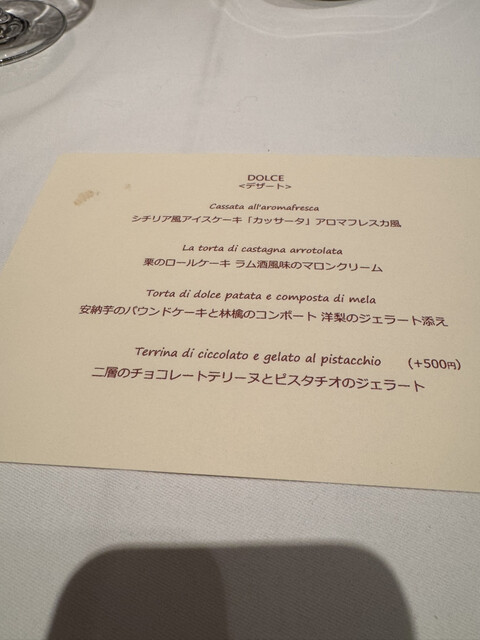 DOLCE
<デザート>
Cassata all'aromafresca
シチリア風アイスケーキ「カッサータ」アロマフレスカ風
La torta di castagna arrotolata
栗のロールケーキ ラム酒風味のマロンクリーム
Torta di dolce patata e composta di mela
安納芋のパウンドケーキと林檎のコンポート 洋梨のジェラート添え
Terrina di ciccolato e gelato al pistacchio (+500円)
二層のチョコレートテリーヌとピスタチオのジェラート